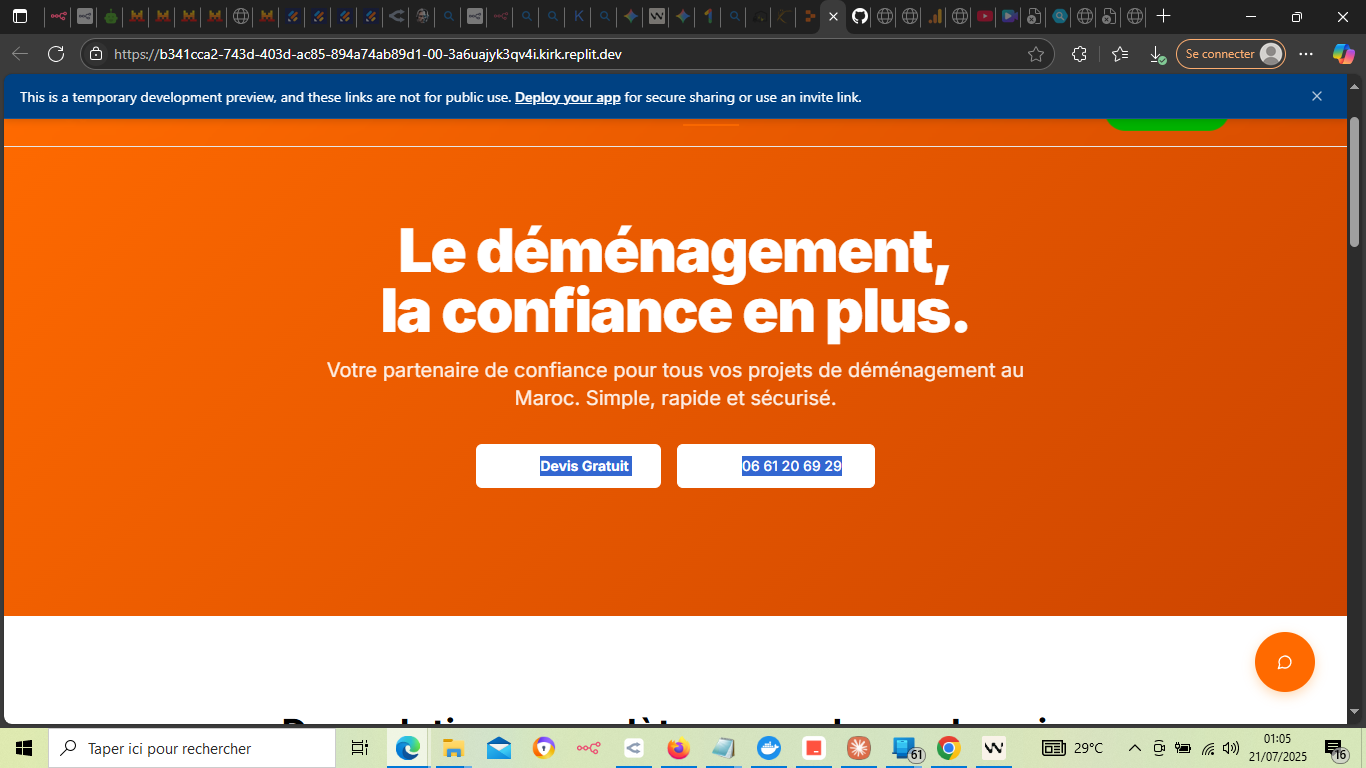 Se connecter
https://b341cca2-743d-403d-ac85-894a74ab89d1-00-3a6uajyk3qv4i.kirk.replit.dev
This is a temporary development preview, and these links are not for public use. Deploy your app for secure sharing or use an invite link.
Le déménagement,
la confiance en plus.
Votre partenaire de confiance pour tous vos projets de déménagement au
Maroc. Simple, rapide et sécurisé.
Devis Gratuit
06 61 20 69 29
Taper ici pour rechercher
61
29°C
01:05
21/07/2025
16